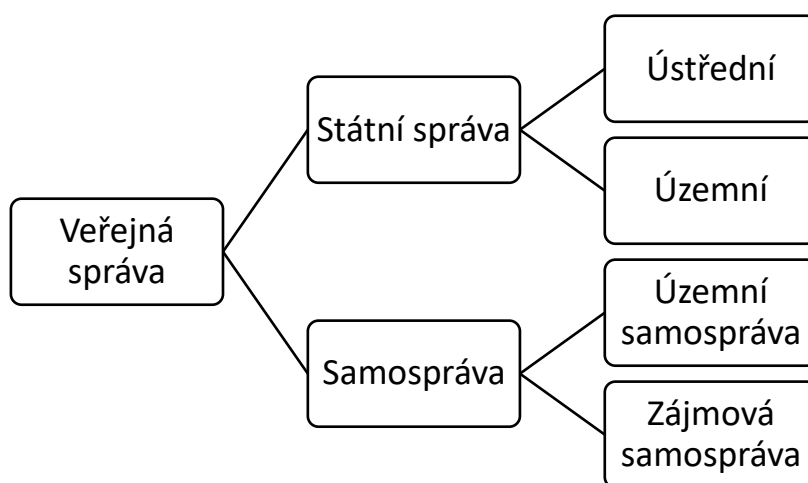 Veřejná
správa
Státní správa
Ústřední
Územní
Samospráva
Územní
samospráva
Zájmová
samospráva